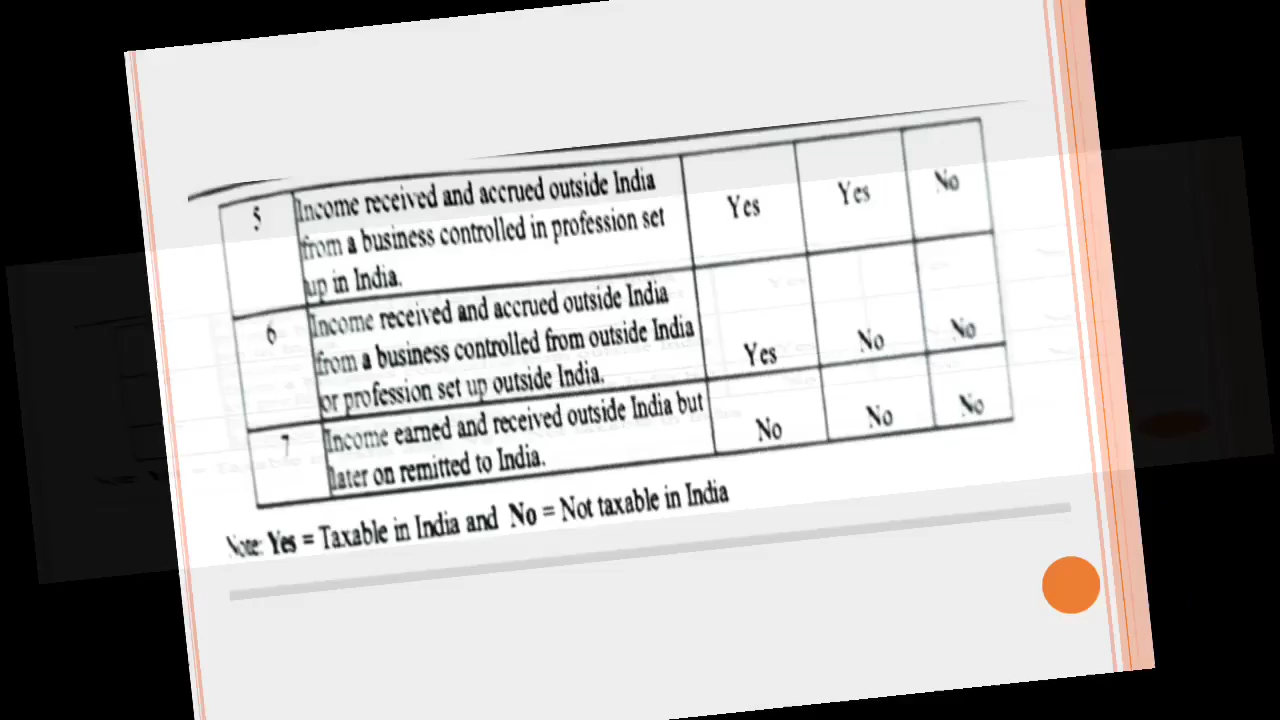 5 Income received and accrued outside India Yes Yes No
from a business controlled in profession set
up in India.
6 Income received and accrued outside India Yes No No
from a business controlled from outside India
or profession set up outside India.
7 Income earned and received outside India but No No No
later on remitted to India.
Note: Yes = Taxable in India and No = Not taxable in India